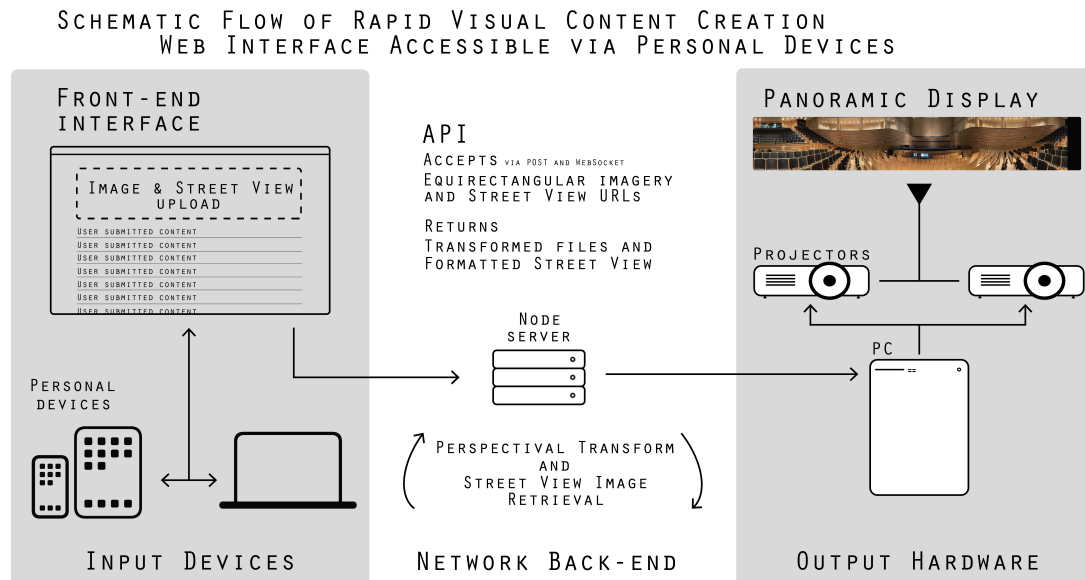 Schematic Flow of Rapid Visual Content Creation
Web Interface Accessible via Personal Devices
Front-end
interface
Image & Street View
upload
User submitted content
User submitted content
User submitted content
User submitted content
User submitted content
User submitted content
User submitted content
Personal
devices
Input Devices
API
Accepts via POST and WebSocket
Equirectangular imagery
and Street View URLs
Returns
Transformed files and
Formatted Street View
Node
server
Perspectival Transform
and
Street View Image
Retrieval
Network Back-end
Panoramic Display
Projectors
PC
Output Hardware